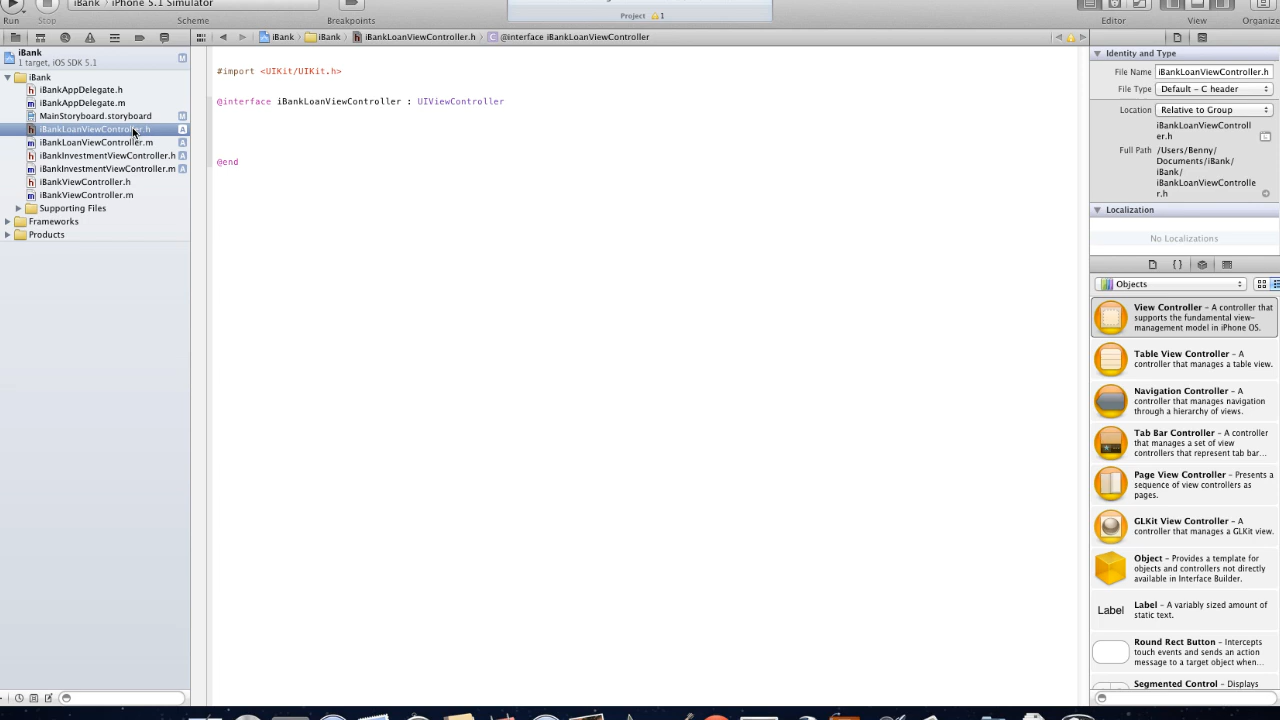 iBank › iPhone 5.1 Simulator
Run
Stop
Scheme
Breakpoints
Project 1
Editor
View
Organiz
iBank
1 target, iOS SDK 5.1
M
iBank
iBankAppDelegate.h
iBankAppDelegate.m
MainStoryboard.storyboard
M
iBankLoanViewController.h
A
iBankLoanViewController.m
A
iBankInvestmentViewController.h
A
iBankInvestmentViewController.m
A
iBankViewController.h
iBankViewController.m
Supporting Files
Frameworks
Products
iBank
iBank
iBankLoanViewController.h
C
@interface iBankLoanViewController
#import <UIKit/UIKit.h>
@interface iBankLoanViewController : UIViewController
@end
Identity and Type
File Name
iBankLoanViewController.h
File Type
Default – C header
Location
Relative to Group
iBankLoanViewControll
er.h
Full Path
/Users/Benny/
Documents/iBank/
iBank/
iBankLoanViewControlle
r.h
Localization
No Localizations
{ }
Objects
View Controller – A controller that
supports the fundamental view-
management model in iPhone OS.
Table View Controller – A
controller that manages a table view.
Navigation Controller – A
controller that manages navigation
through a hierarchy of views.
Tab Bar Controller – A controller
that manages a set of view
controllers that represent tab bar...
Page View Controller – Presents a
sequence of view controllers as
pages.
GLKit View Controller – A
controller that manages a GLKit view.
Object – Provides a template for
objects and controllers not directly
available in Interface Builder.
Label
Label – A variably sized amount of
static text.
Round Rect Button – Intercepts
touch events and sends an action
message to a target object when...
Segmented Control – Displays